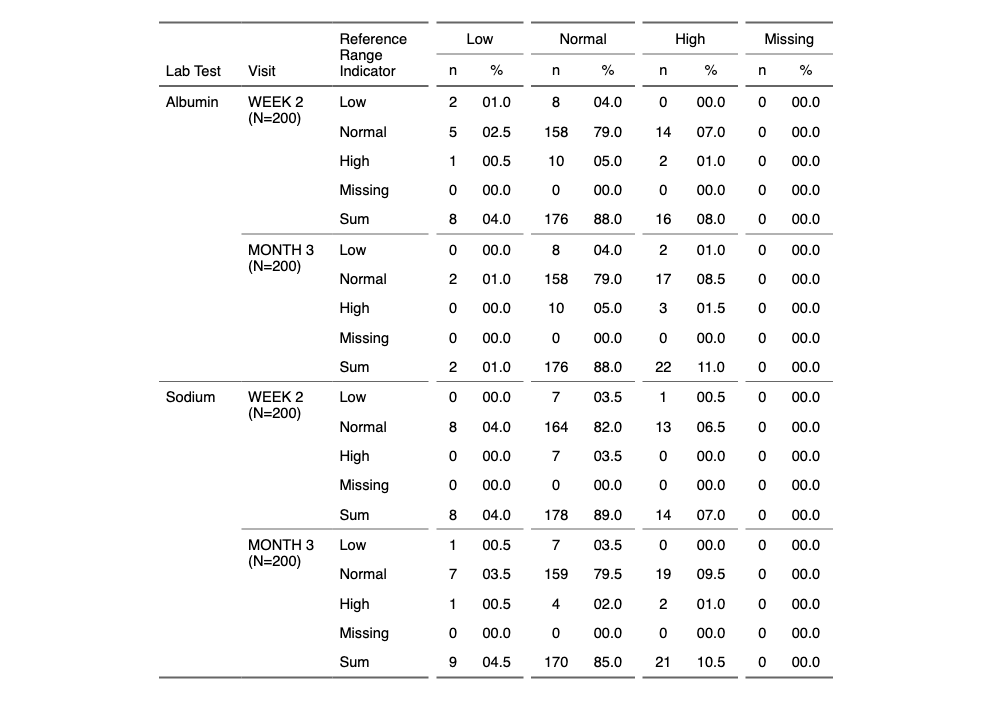 Reference Range Indicator Low Normal High Missing
Lab Test Visit n % n % n % n %
Albumin WEEK 2 (N=200) Low 2 01.0 8 04.0 0 00.0 0 00.0
Normal 5 02.5 158 79.0 14 07.0 0 00.0
High 1 00.5 10 05.0 2 01.0 0 00.0
Missing 0 00.0 0 00.0 0 00.0 0 00.0
Sum 8 04.0 176 88.0 16 08.0 0 00.0
MONTH 3 (N=200) Low 0 00.0 8 04.0 2 01.0 0 00.0
Normal 2 01.0 158 79.0 17 08.5 0 00.0
High 0 00.0 10 05.0 3 01.5 0 00.0
Missing 0 00.0 0 00.0 0 00.0 0 00.0
Sum 2 01.0 176 88.0 22 11.0 0 00.0
Sodium WEEK 2 (N=200) Low 0 00.0 7 03.5 1 00.5 0 00.0
Normal 8 04.0 164 82.0 13 06.5 0 00.0
High 0 00.0 7 03.5 0 00.0 0 00.0
Missing 0 00.0 0 00.0 0 00.0 0 00.0
Sum 8 04.0 178 89.0 14 07.0 0 00.0
MONTH 3 (N=200) Low 1 00.5 7 03.5 0 00.0 0 00.0
Normal 7 03.5 159 79.5 19 09.5 0 00.0
High 1 00.5 4 02.0 2 01.0 0 00.0
Missing 0 00.0 0 00.0 0 00.0 0 00.0
Sum 9 04.5 170 85.0 21 10.5 0 00.0